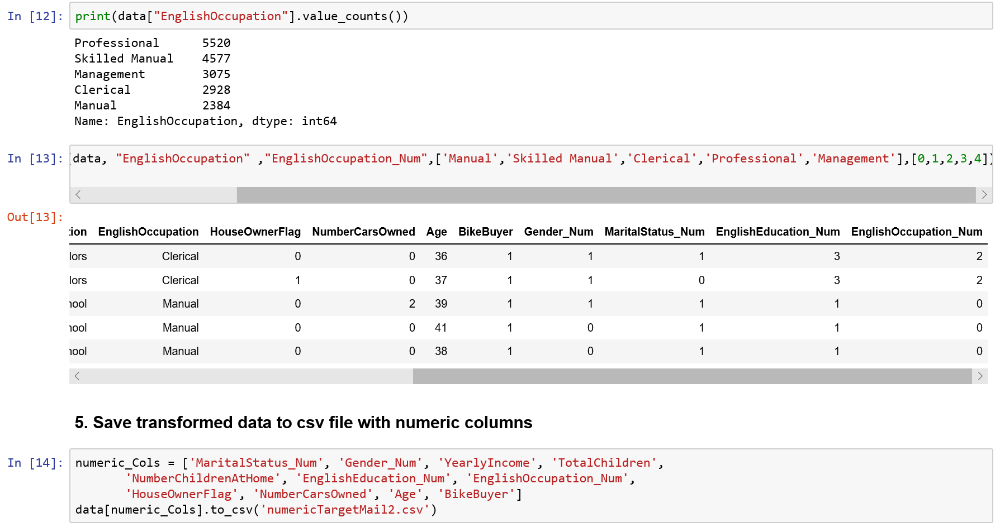 In [12]: print(data["EnglishOccupation"].value_counts())
Professional 5520
Skilled Manual 4577
Management 3075
Clerical 2928
Manual 2384
Name: EnglishOccupation, dtype: int64
In [13]: (data, "EnglishOccupation" ,"EnglishOccupation_Num",['Manual','Skilled Manual','Clerical','Professional','Management'],[0,1,2,3,4])
Out[13]:
tion EnglishOccupation HouseOwnerFlag NumberCarsOwned Age BikeBuyer Gender_Num MaritalStatus_Num EnglishEducation_Num EnglishOccupation_Num
lors Clerical 0 0 36 1 1 1 3 2
lors Clerical 1 0 37 1 1 0 3 2
hool Manual 0 2 39 1 1 1 1 0
hool Manual 0 0 41 1 0 1 1 0
hool Manual 0 0 38 1 0 1 1 0
5. Save transformed data to csv file with numeric columns
In [14]: numeric_Cols = ['MaritalStatus_Num', 'Gender_Num', 'YearlyIncome', 'TotalChildren',
'NumberChildrenAtHome', 'EnglishEducation_Num', 'EnglishOccupation_Num',
'HouseOwnerFlag', 'NumberCarsOwned', 'Age', 'BikeBuyer']
data[numeric_Cols].to_csv('numericTargetMail2.csv')